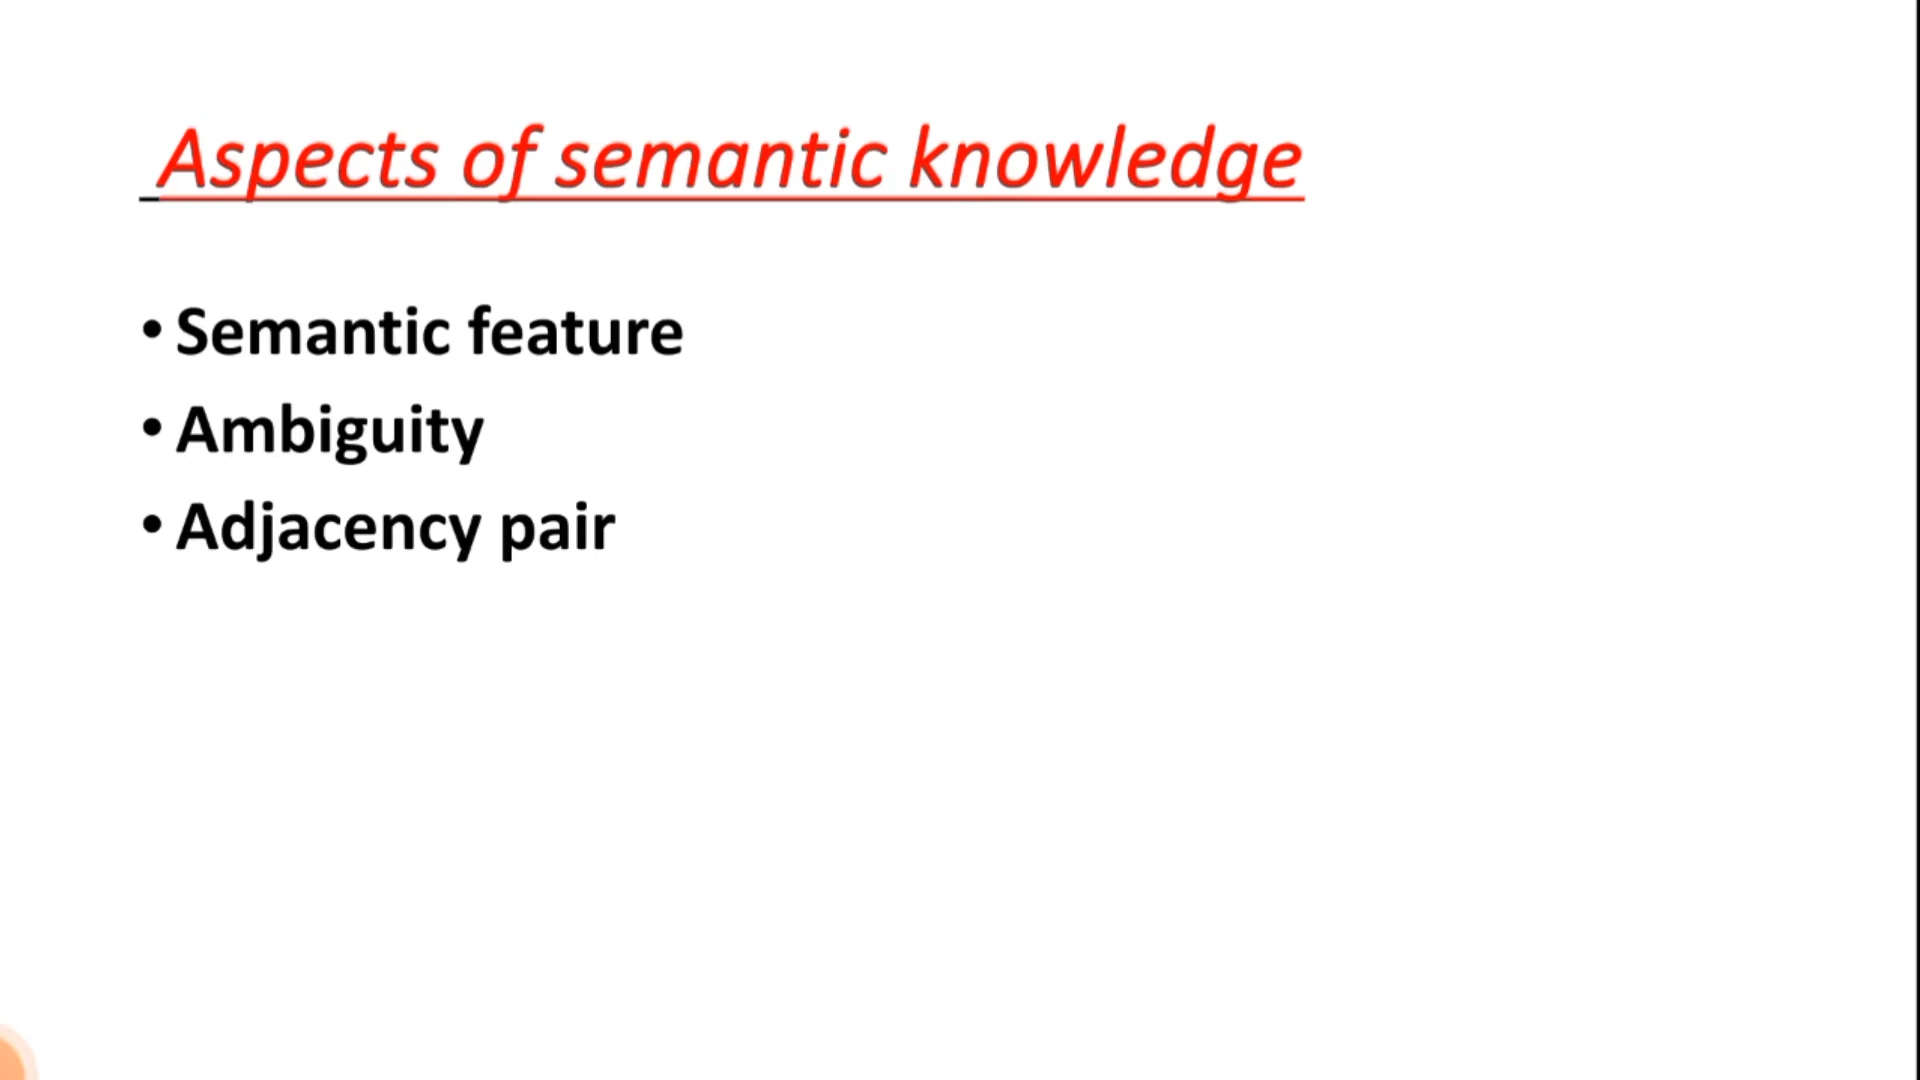 Aspects of semantic knowledge
• Semantic feature
• Ambiguity
• Adjacency pair